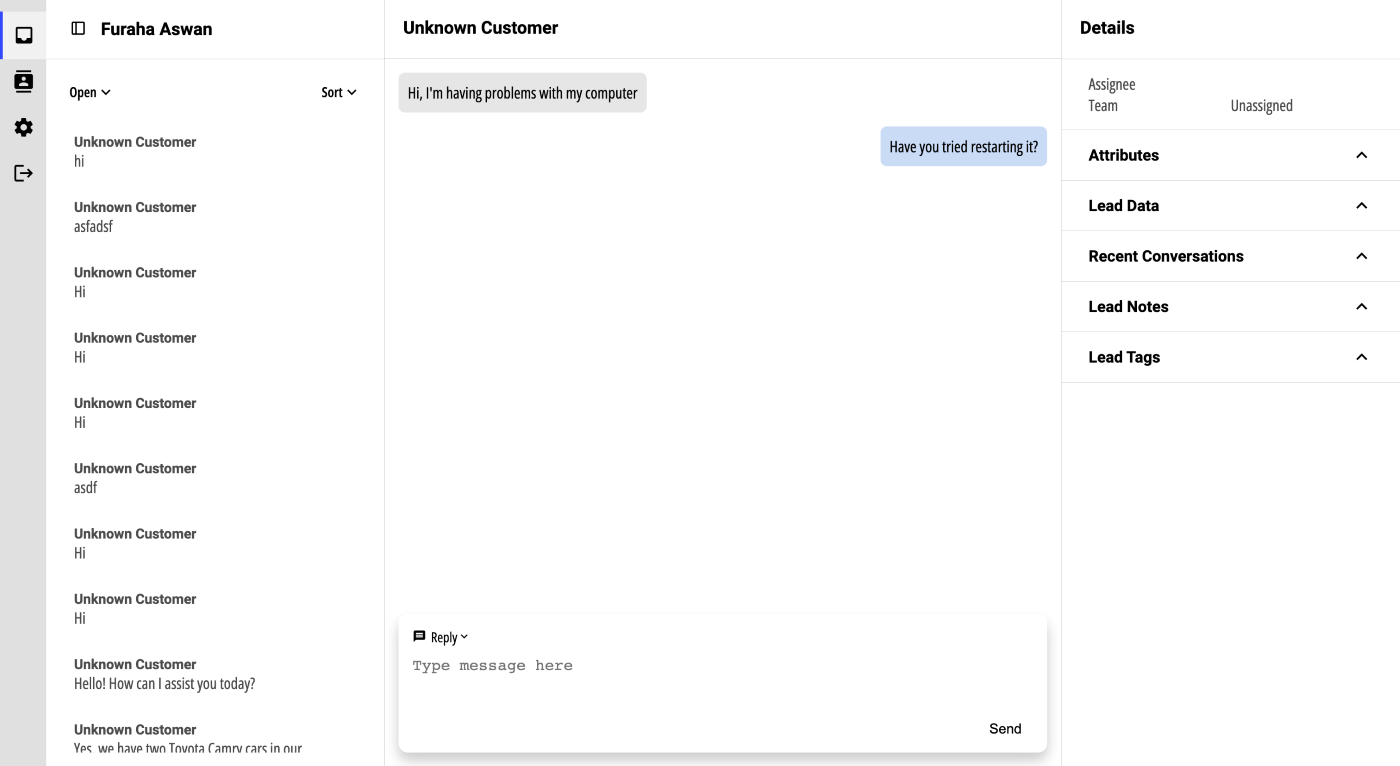 Furaha Aswan
Open
Sort
Unknown Customer
hi
Unknown Customer
asfadsf
Unknown Customer
Hi
Unknown Customer
Hi
Unknown Customer
Hi
Unknown Customer
asdf
Unknown Customer
Hi
Unknown Customer
Hi
Unknown Customer
Hello! How can I assist you today?
Unknown Customer
Yes, we have two Toyota Camry cars in our
Unknown Customer
Hi, I'm having problems with my computer
Have you tried restarting it?
Reply
Type message here
Send
Details
Assignee
Team Unassigned
Attributes
Lead Data
Recent Conversations
Lead Notes
Lead Tags